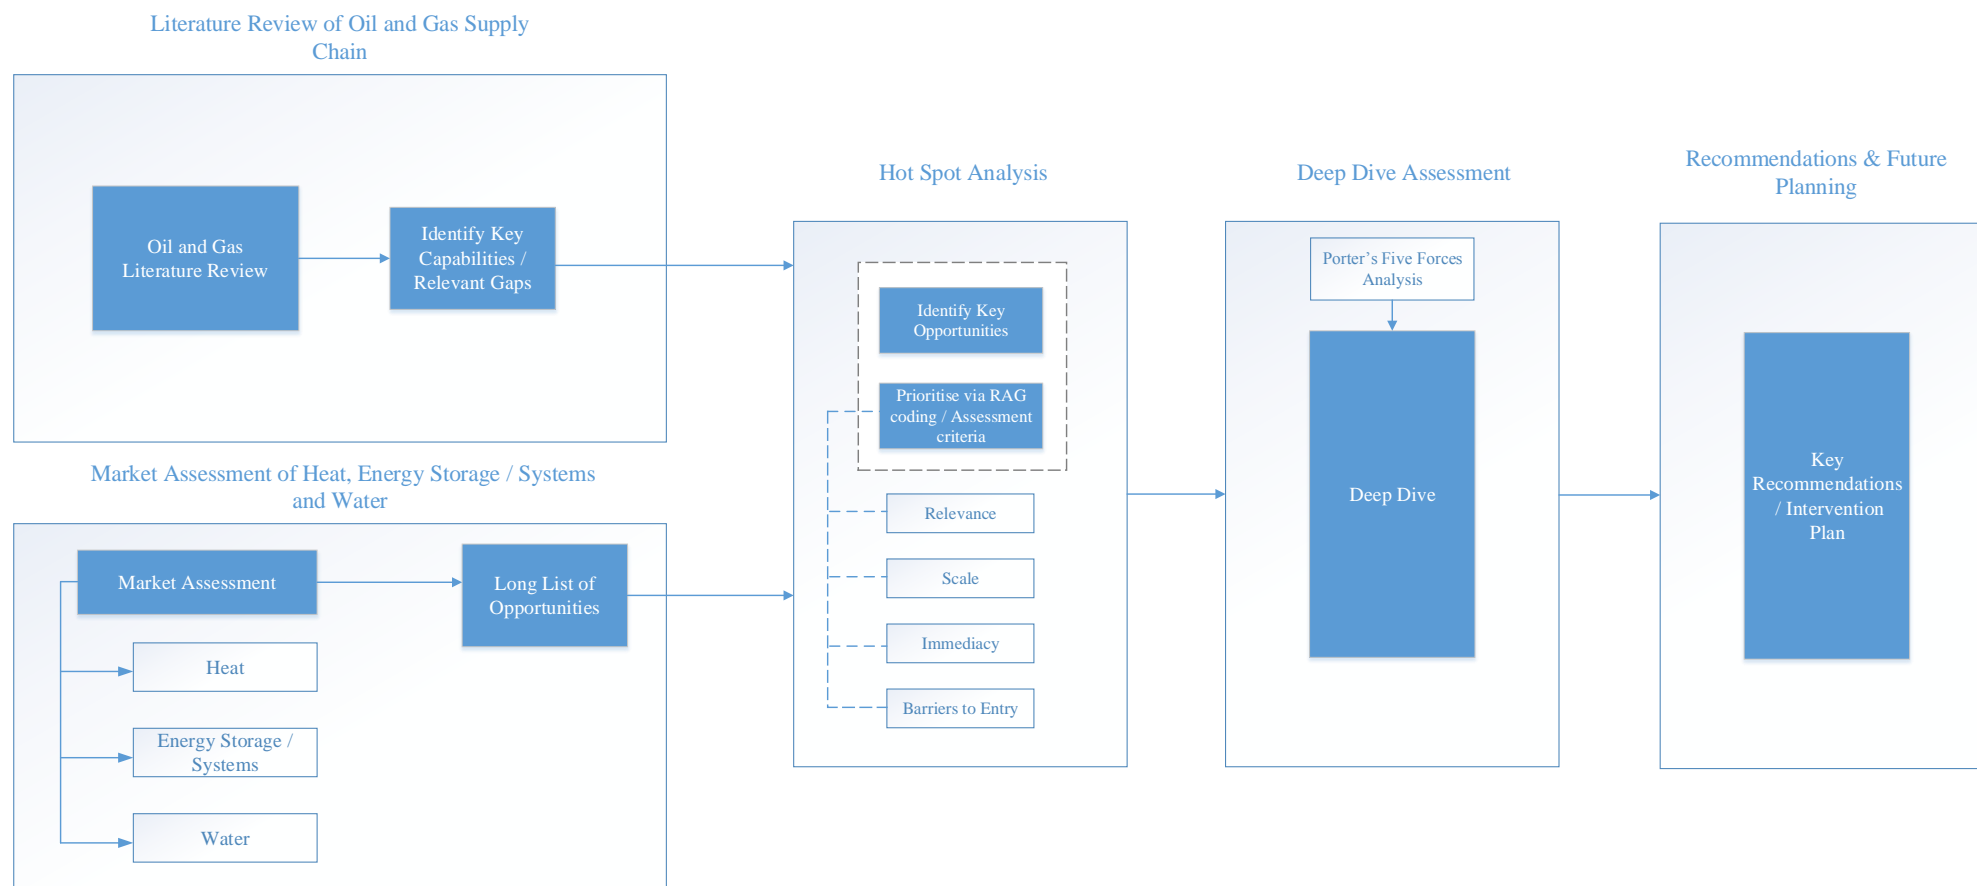 Literature Review of Oil and Gas Supply
Chain
Oil and Gas
Literature Review
Identify Key
Capabilities /
Relevant Gaps
Market Assessment of Heat, Energy Storage / Systems
and Water
Market Assessment
Long List of
Opportunities
Heat
Energy Storage /
Systems
Water
Hot Spot Analysis
Identify Key
Opportunities
Prioritise via RAG
coding / Assessment
criteria
Relevance
Scale
Immediacy
Barriers to Entry
Deep Dive Assessment
Porter’s Five Forces
Analysis
Deep Dive
Recommendations & Future
Planning
Key
Recommendations
/ Intervention
Plan